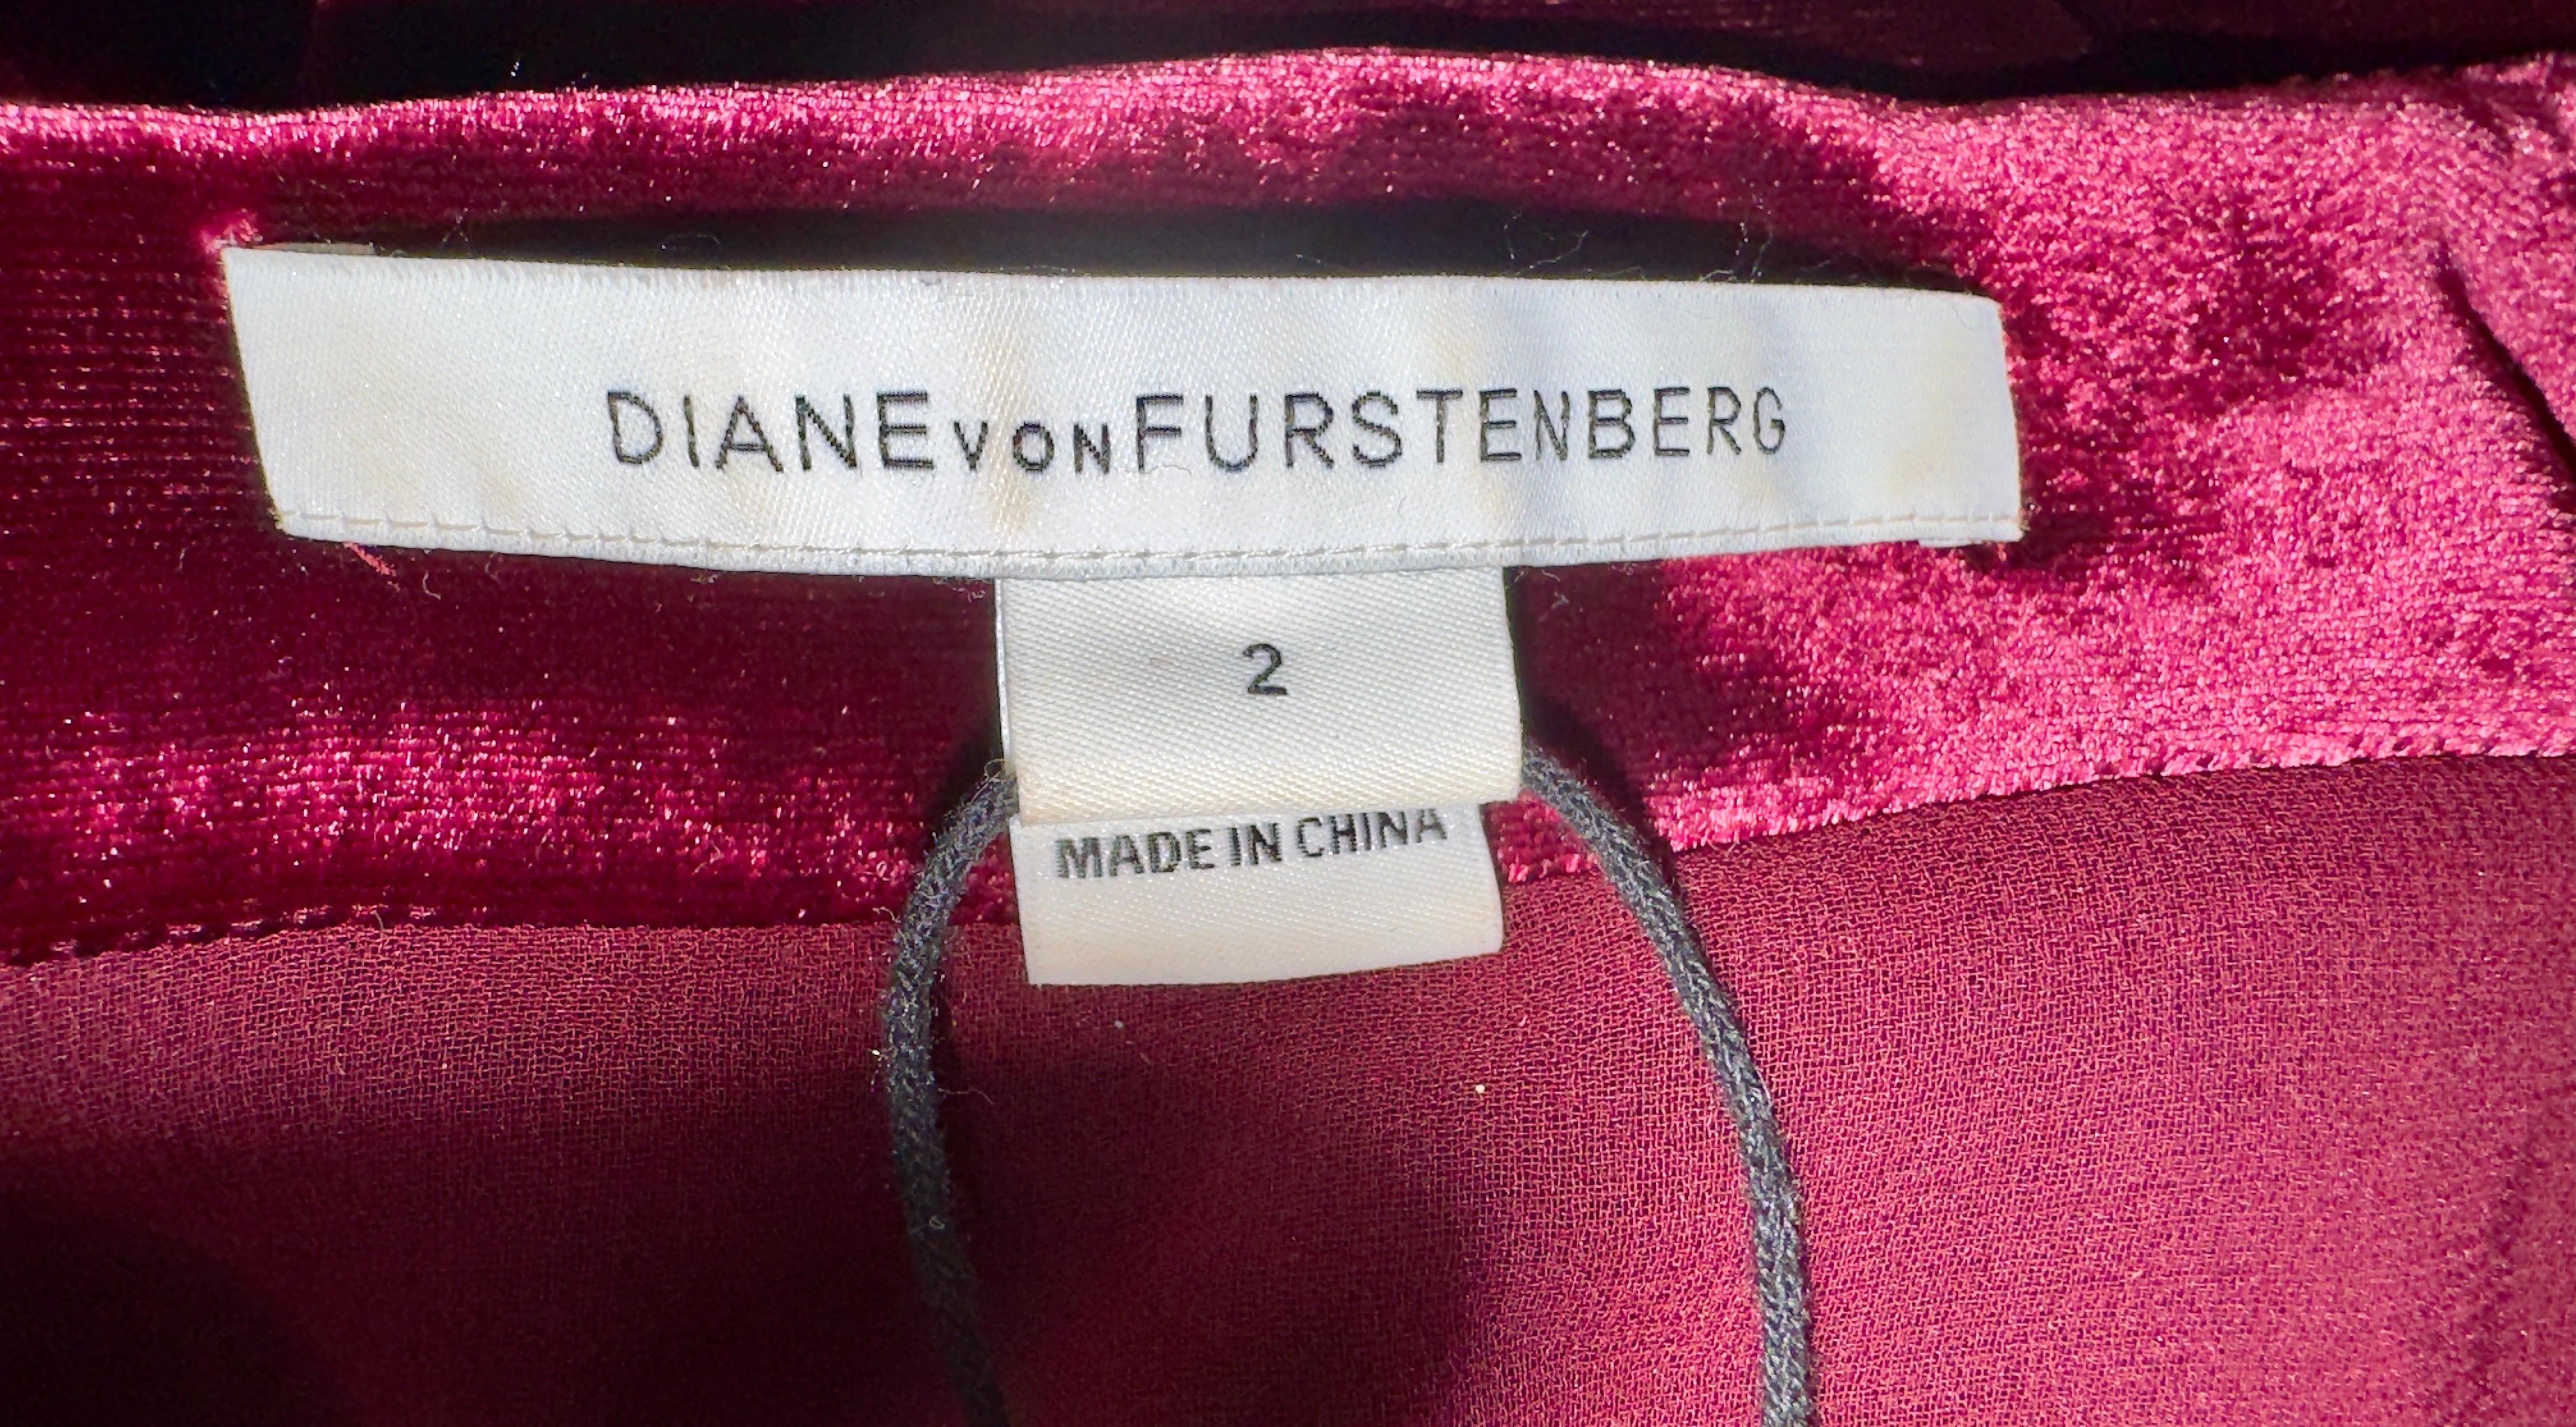 DIANE VON FURSTENBERG
2
MADE IN CHINA